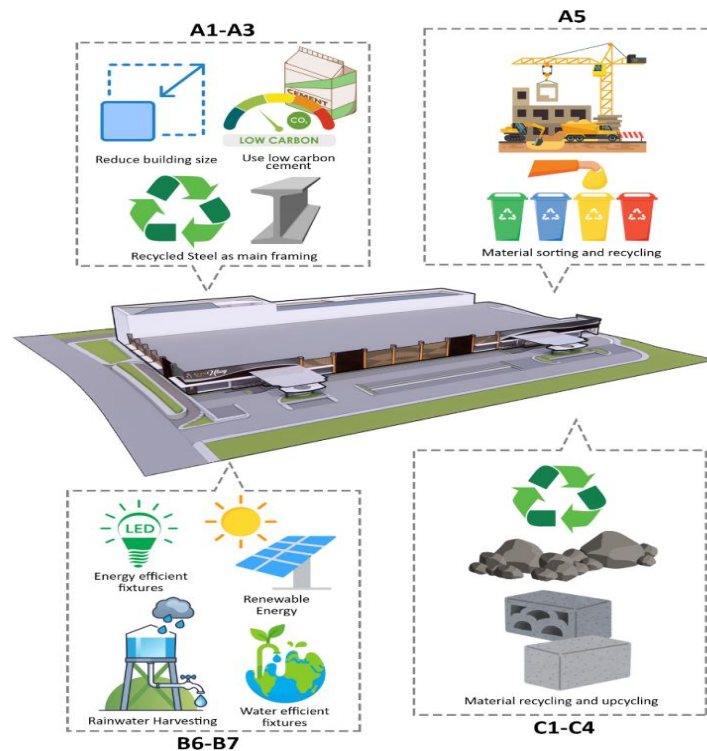 A1-A3
A5
CEMENT
CO₂
LOW CARBON
Reduce building size
Use low carbon
cement
Recycled Steel as main framing
Material sorting and recycling
LED
Energy efficient
fixtures
Renewable
Energy
Rainwater Harvesting
Water efficient
fixtures
B6-B7
Material recycling and upcycling
C1-C4